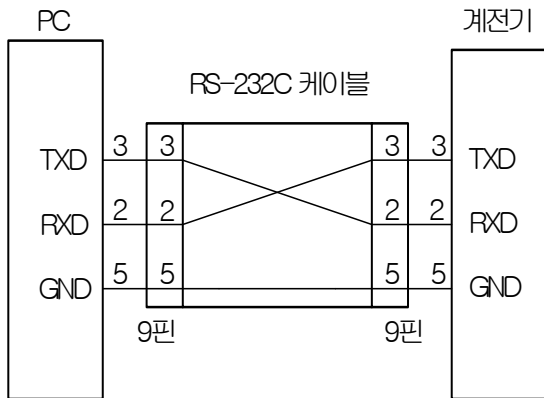 PC 계전기
RS-232C 케이블
TXD 3 3 3 3 TXD
RXD 2 2 2 2 RXD
GND 5 5 5 5 GND
9핀 9핀